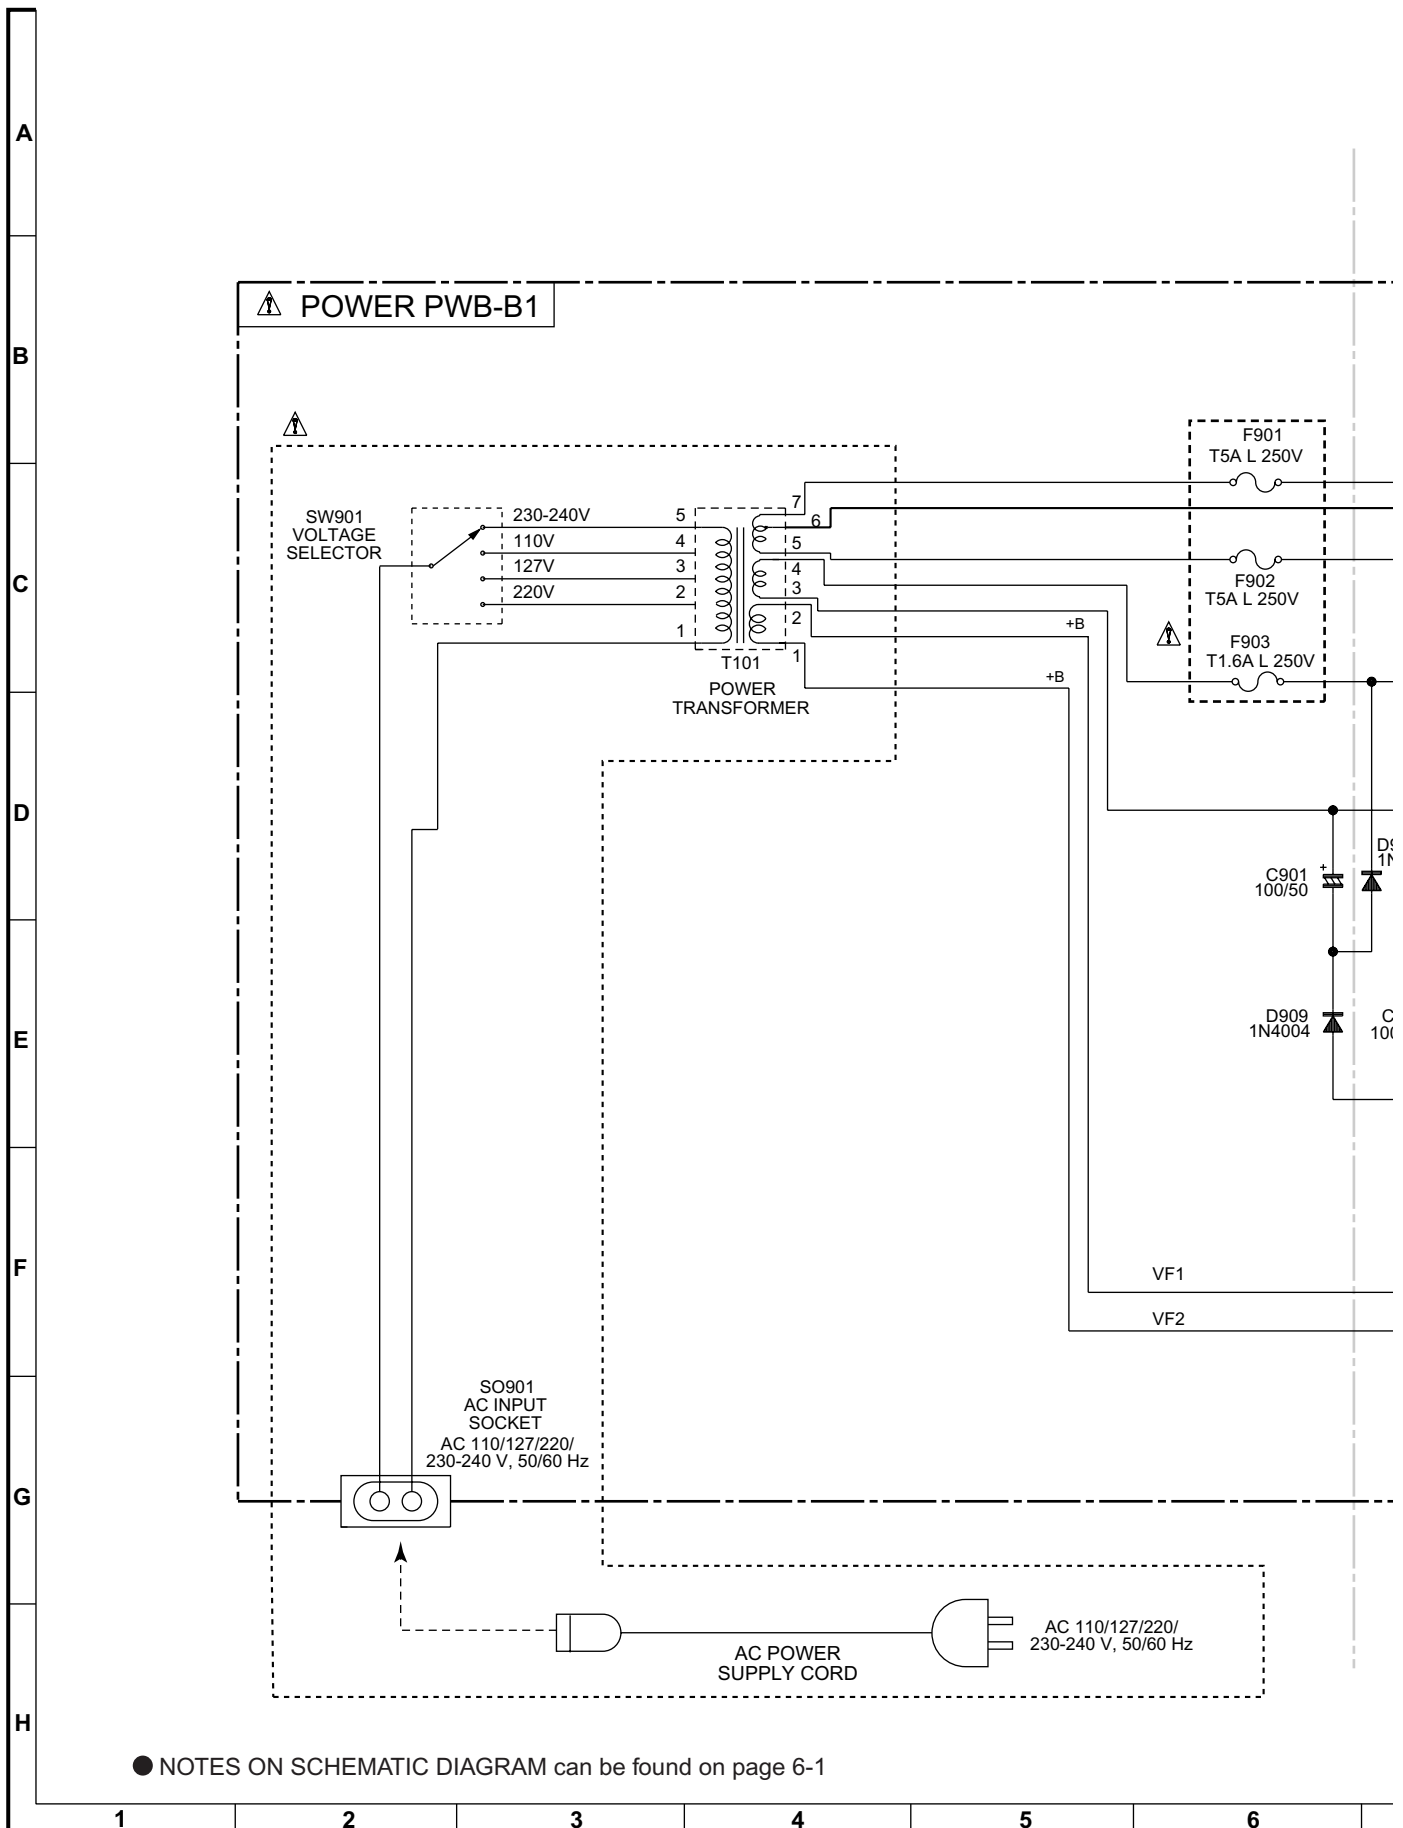 A
B
C
D
E
F
G
H
POWER PWB-B1
SW901
VOLTAGE
SELECTOR
230-240V
110V
127V
220V
5
4
3
2
1
7
6
5
4
3
2
1
T101
POWER
TRANSFORMER
F901
T5A L 250V
F902
T5A L 250V
F903
T1.6A L 250V
+B
+B
C901
100/50
+
D9
1N
D909
1N4004
C
100
VF1
VF2
SO901
AC INPUT
SOCKET
AC 110/127/220/
230-240 V, 50/60 Hz
AC POWER
SUPPLY CORD
AC 110/127/220/
230-240 V, 50/60 Hz
● NOTES ON SCHEMATIC DIAGRAM can be found on page 6-1
1 2 3 4 5 6